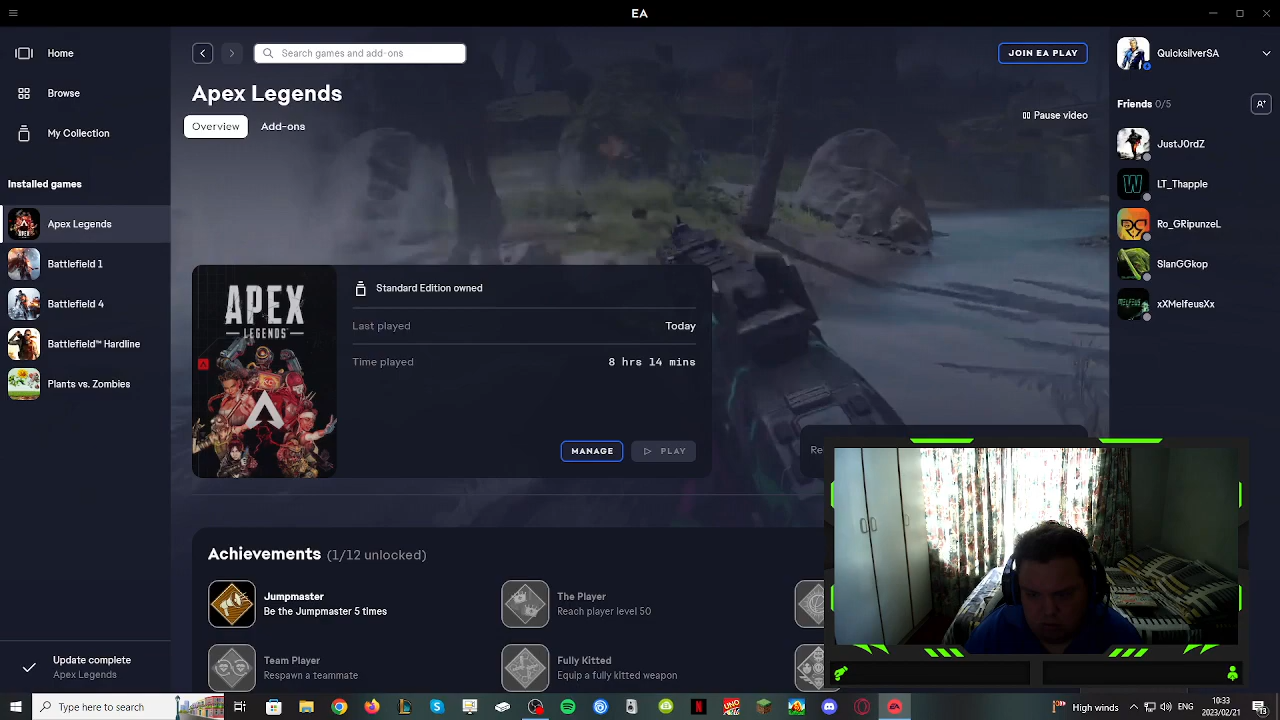 EA
Home
Browse
My Collection
Installed games
Apex Legends
Battlefield 1
Battlefield 4
Battlefield™ Hardline
Plants vs. Zombies
Update complete
Apex Legends
Search games and add-ons
JOIN EA PLAY
Apex Legends
Overview
Add-ons
Pause video
APEX
LEGENDS
Standard Edition owned
Last played Today
Time played 8 hrs 14 mins
MANAGE
PLAY
Re
Achievements (1/12 unlocked)
Jumpmaster
Be the Jumpmaster 5 times
The Player
Reach player level 50
Team Player
Respawn a teammate
Fully Kitted
Equip a fully kitted weapon
QuicksilverSA
Friends 0/5
JustJ0rdZ
LT_Thapple
Ro_GRipunzeL
SlanGGkop
xXMelfeusXx
Type here to search
High winds
10:33
2023/02/21